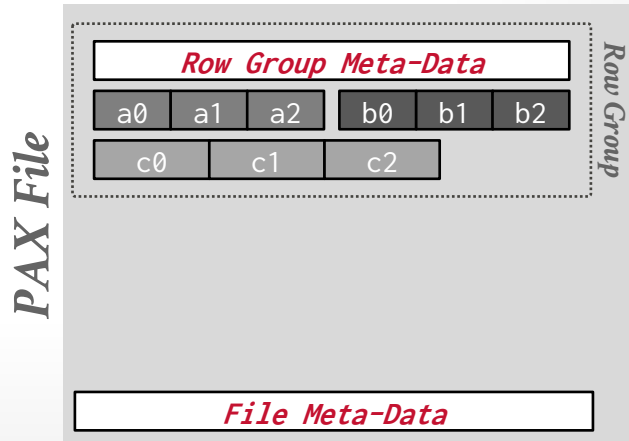 PAX File
Row Group Meta-Data
Row Group
a0 a1 a2 b0 b1 b2
c0 c1 c2
File Meta-Data